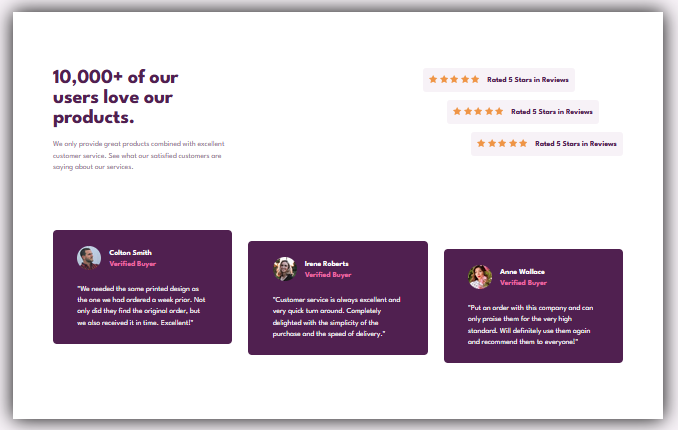 10,000+ of our
users love our
products.
We only provide great products combined with excellent
customer service. See what our satisfied customers are
saying about our services.
Rated 5 Stars in Reviews
Rated 5 Stars in Reviews
Rated 5 Stars in Reviews
Colton Smith
Verified Buyer
"We needed the same printed design as
the one we had ordered a week prior. Not
only did they find the original order, but
we also received it in time. Excellent!"
Irene Roberts
Verified Buyer
"Customer service is always excellent and
very quick turn around. Completely
delighted with the simplicity of the
purchase and the speed of delivery."
Anne Wallace
Verified Buyer
"Put an order with this company and can
only praise them for the very high
standard. Will definitely use them again
and recommend them to everyone!"